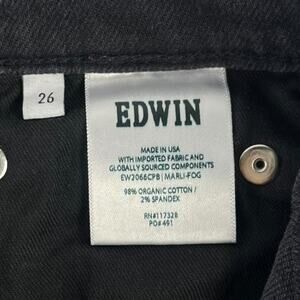 26
EDWIN
MADE IN USA
WITH IMPORTED FABRIC AND
GLOBALLY SOURCED COMPONENTS
EW2066CPB | MARLI-FOG
98% ORGANIC COTTON /
2% SPANDEX
RN#117328
PO#491